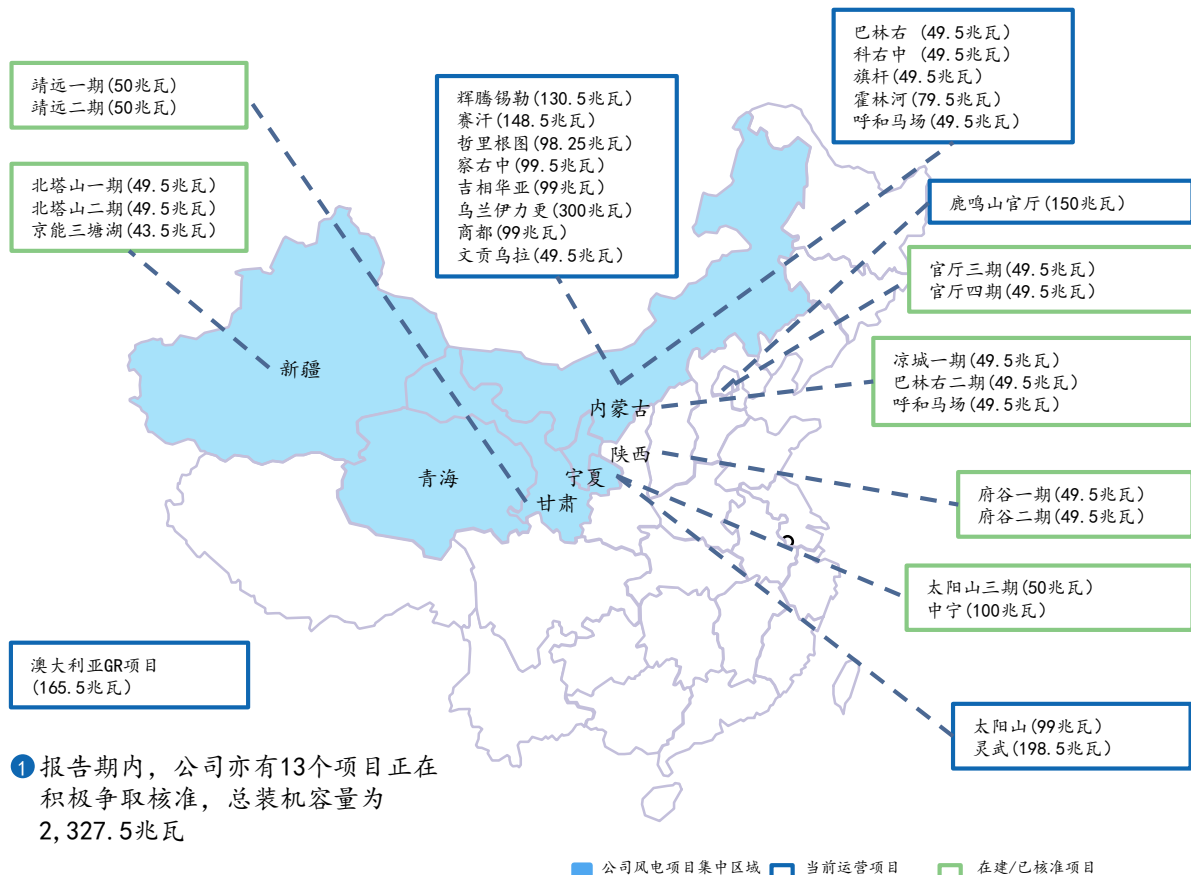 巴林右 (49.5兆瓦)
科右中 (49.5兆瓦)
旗杆(49.5兆瓦)
霍林河(79.5兆瓦)
呼和马场(49.5兆瓦)
靖远一期(50兆瓦)
靖远二期(50兆瓦)
辉腾锡勒(130.5兆瓦)
赛汗(148.5兆瓦)
哲里根图(98.25兆瓦)
察右中(99.5兆瓦)
吉相华亚(99兆瓦)
乌兰伊力更(300兆瓦)
商都(99兆瓦)
文贡乌拉(49.5兆瓦)
北塔山一期(49.5兆瓦)
北塔山二期(49.5兆瓦)
京能三塘湖(43.5兆瓦)
鹿鸣山官厅(150兆瓦)
官厅三期(49.5兆瓦)
官厅四期(49.5兆瓦)
凉城一期(49.5兆瓦)
巴林右二期(49.5兆瓦)
呼和马场(49.5兆瓦)
新疆
内蒙古
陕西
青海
宁夏
甘肃
府谷一期(49.5兆瓦)
府谷二期(49.5兆瓦)
太阳山三期(50兆瓦)
中宁(100兆瓦)
澳大利亚GR项目
(165.5兆瓦)
太阳山(99兆瓦)
灵武(198.5兆瓦)
1 报告期内，公司亦有13个项目正在
积极争取核准，总装机容量为
2,327.5兆瓦
公司风电项目集中区域
当前运营项目
在建/已核准项目